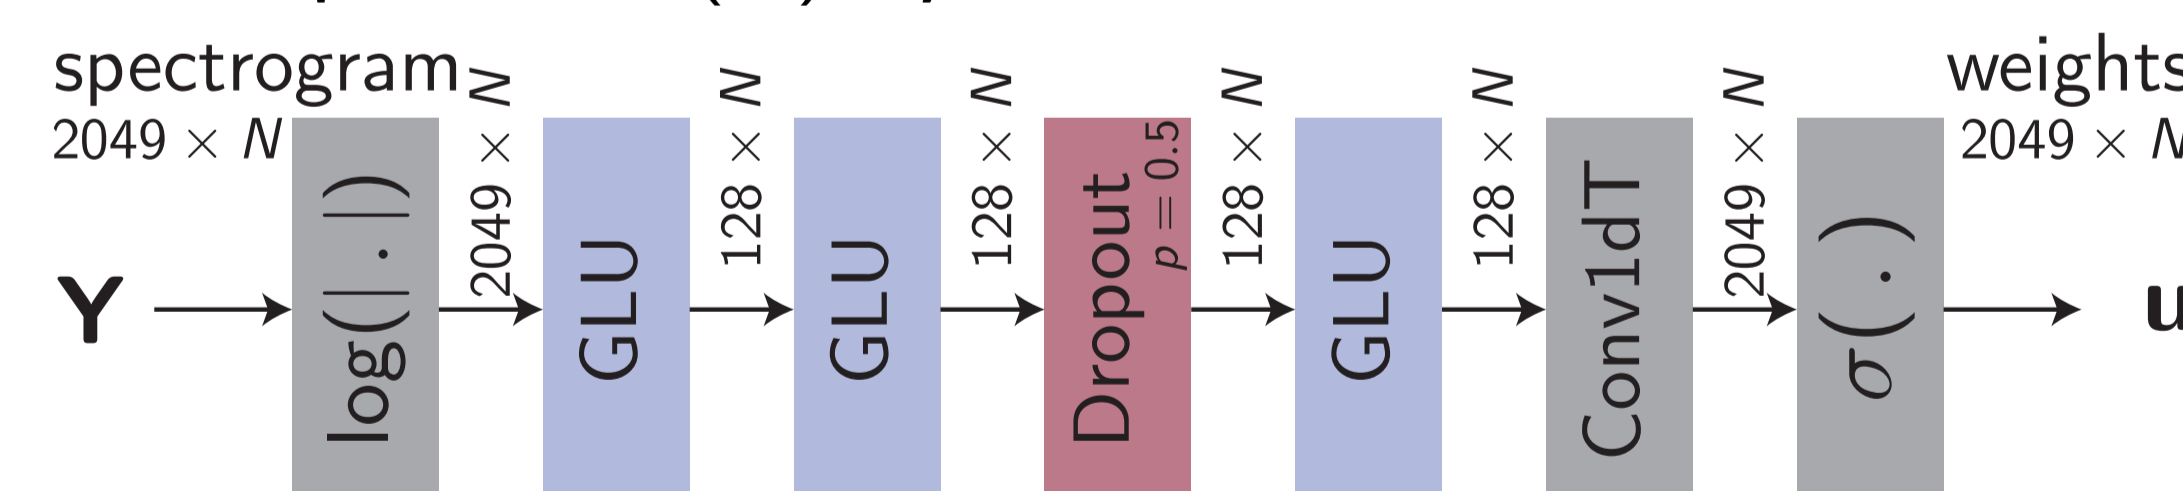 spectrogram
2049 × N
Y
log(|.|)
2049 × N
GLU
128 × N
GLU
128 × N
Dropout
p = 0.5
128 × N
GLU
128 × N
Conv1dT
2049 × N
σ(.)
weights
2049 × N
u